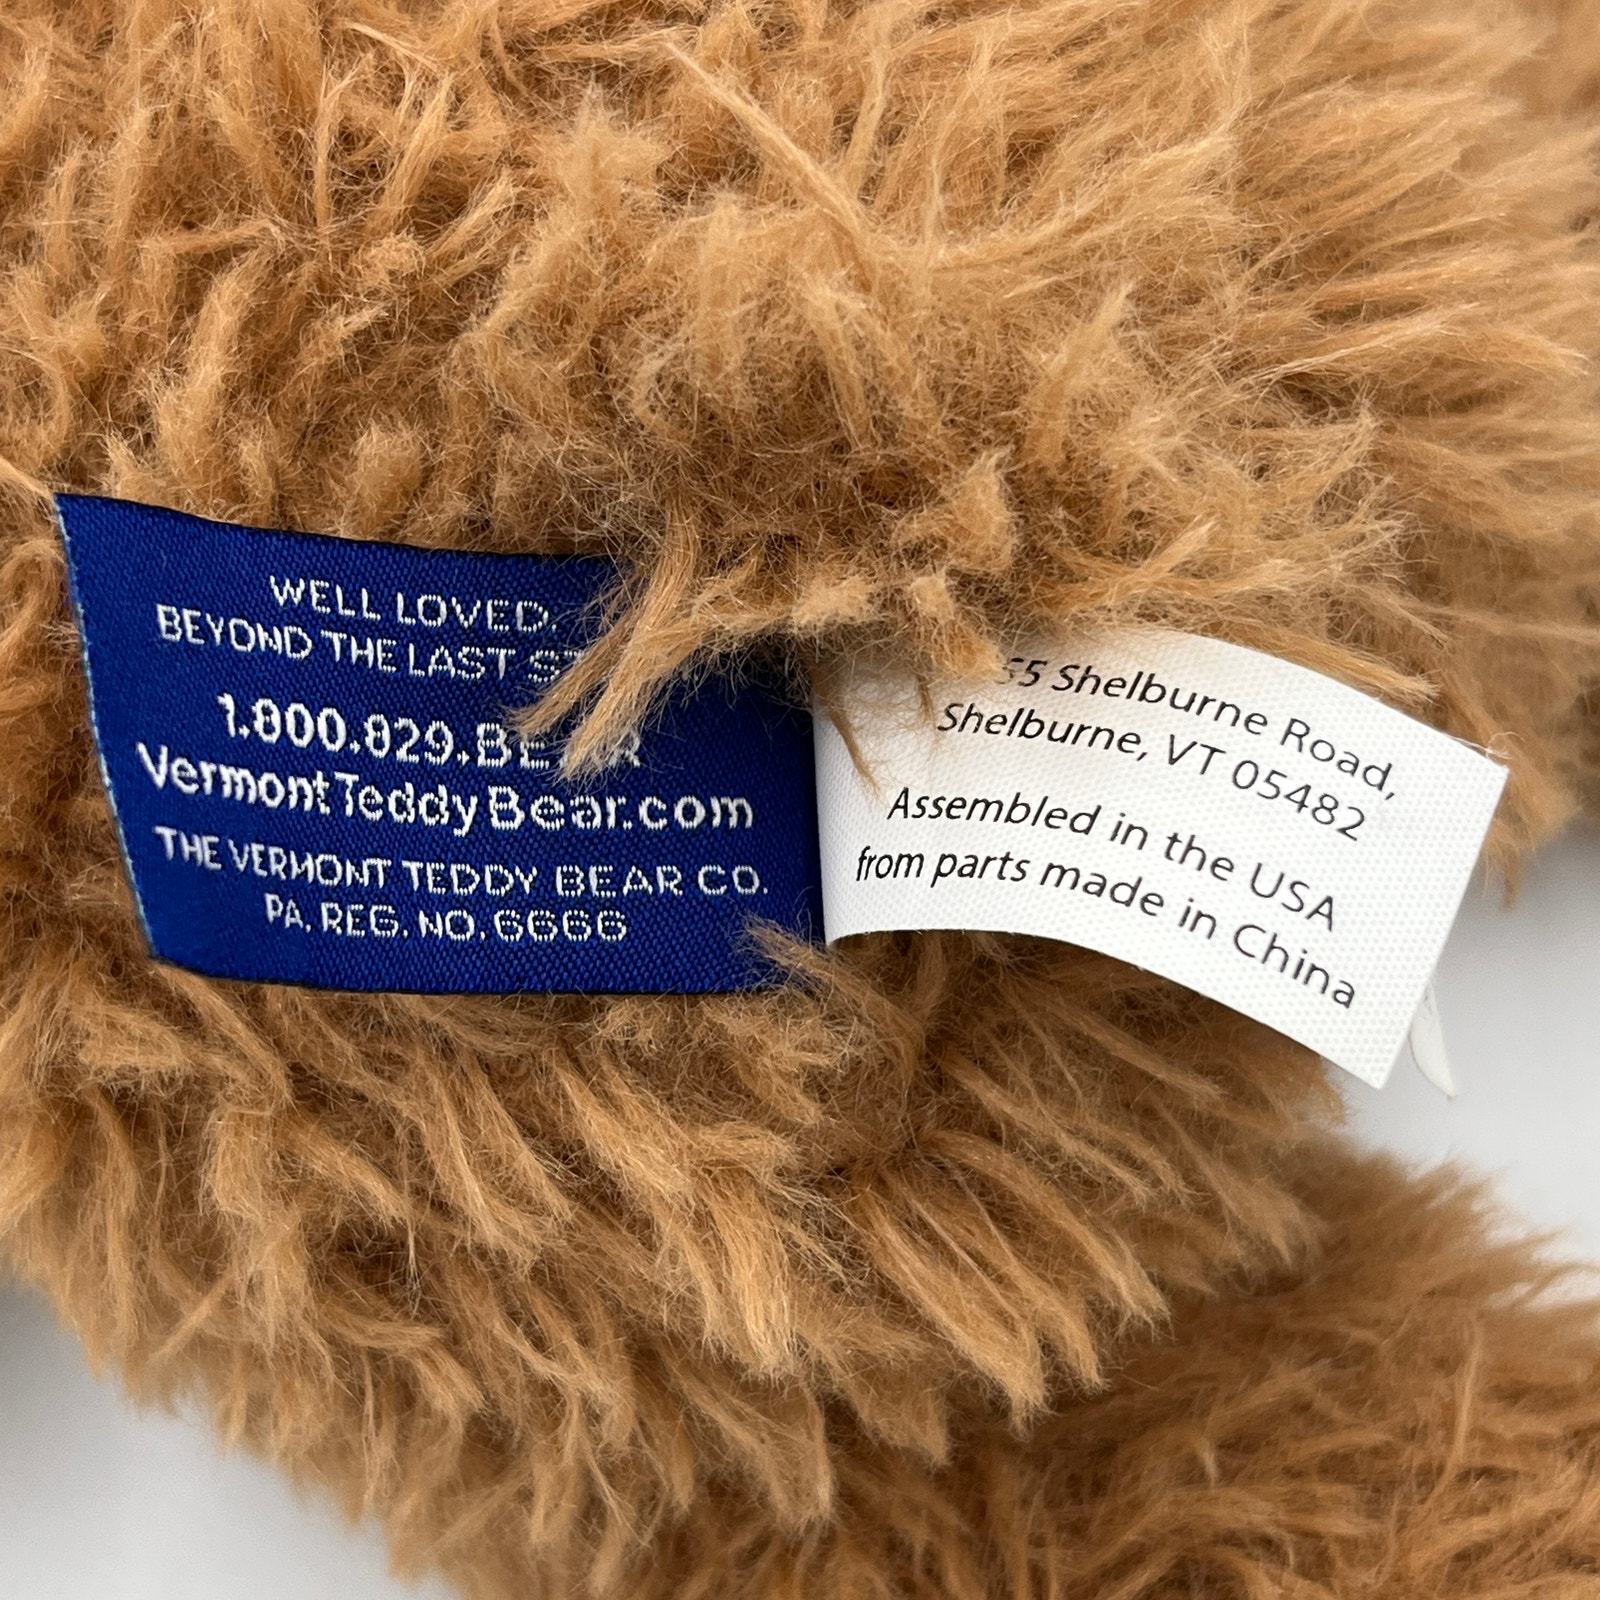 WELL LOVED.
BEYOND THE LAST
1.800.829.BEAR
VermontTeddyBear.com
THE VERMONT TEDDY BEAR CO.
PA. REG. NO. 6666
Shelburne Road,
Shelburne, VT 05482
Assembled in the USA
from parts made in China